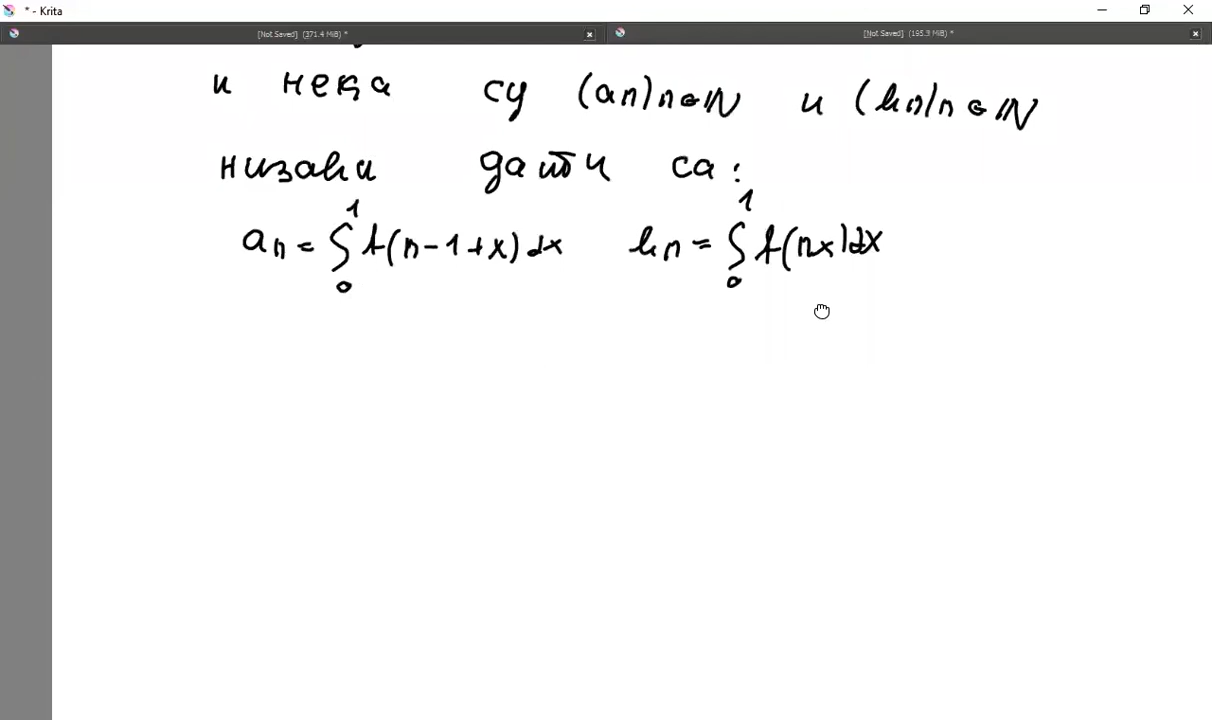 * - Krita
[Not Saved] (371.4 MiB) *
[Not Saved] (195.3 MiB) *
и нека су (an)n∈ℕ и (bn)n∈ℕ
низови дати са:
an = ∫₀¹ f(n-1+x)dx bn = ∫₀¹ f(nx)dx